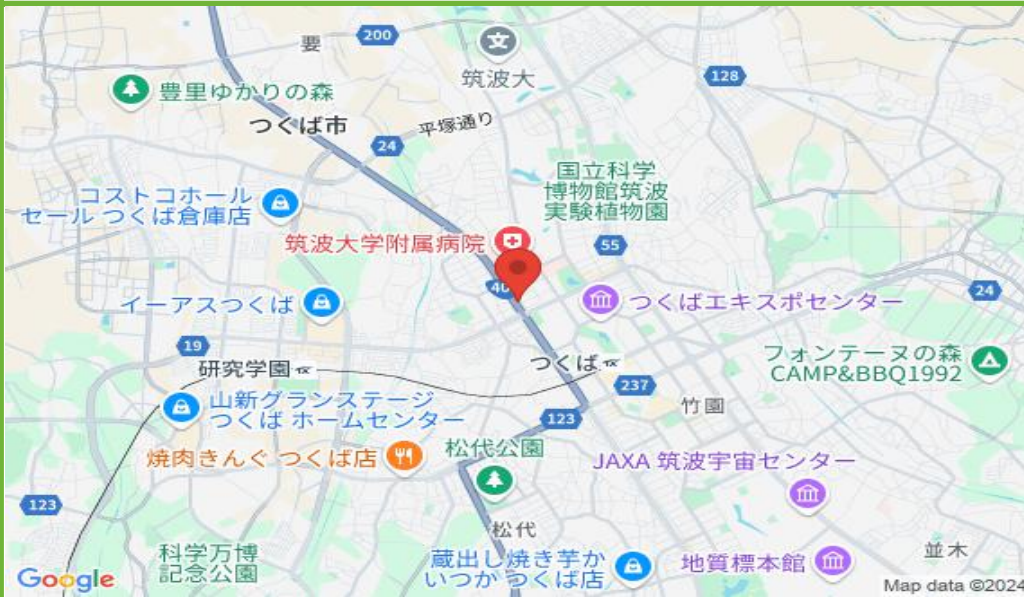 200
要
文
筑波大
128
豊里ゆかりの森
つくば市
平塚通り
24
国立科学
博物館筑波
実験植物園
コストコホール
セール つくば倉庫店
筑波大学附属病院
55
イーアスつくば
つくばエキスポセンター
24
19
研究学園
つくば
フォンテーヌの森
CAMP&BBQ1992
237
山新グランステージ
つくば ホームセンター
竹園
123
松代公園
焼肉きんぐ つくば店
JAXA 筑波宇宙センター
123
松代
科学万博
記念公園
蔵出し焼き芋か
いつか つくば店
地質標本館
並木
Google
Map data ©2024